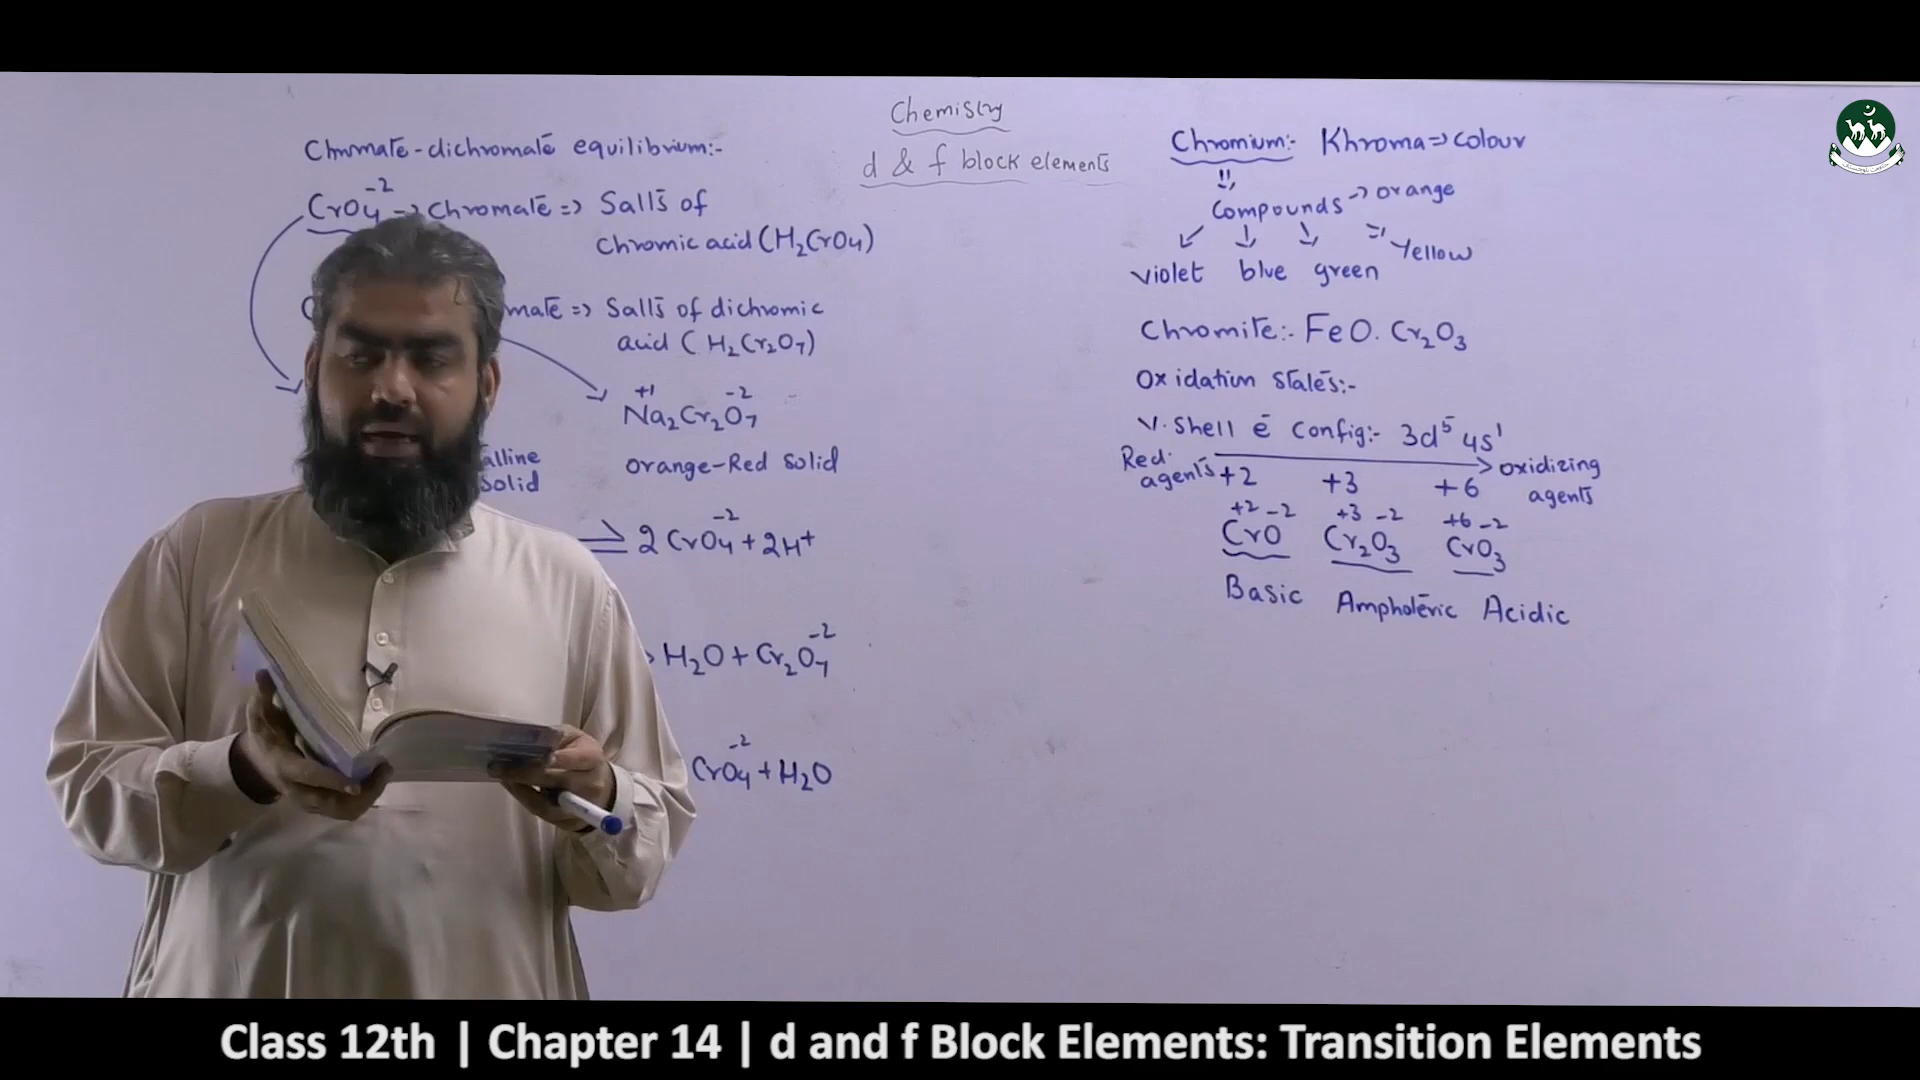 Chemistry
d & f block elements
Chromate-dichromate equilibrium:-
CrO4-2 → Chromate => Salts of
Chromic acid (H2CrO4)
mate => Salts of dichromic
acid (H2Cr2O7)
+1 -2
Na2Cr2O7
alline
Solid
orange-Red solid
⇌ 2CrO4-2 + 2H+
H2O + Cr2O7-2
CrO4-2 + H2O
Chromium:- Khroma => colour
Compounds → orange
Yellow
violet blue green
Chromite:- FeO.Cr2O3
Oxidation states:-
V. Shell ē Config:- 3d5 4s1
Red. agents +2 +3 +6 oxidizing agents
+2 -2 +3 -2 +6 -2
CrO Cr2O3 CrO3
Basic Ampholeric Acidic
Class 12th | Chapter 14 | d and f Block Elements: Transition Elements